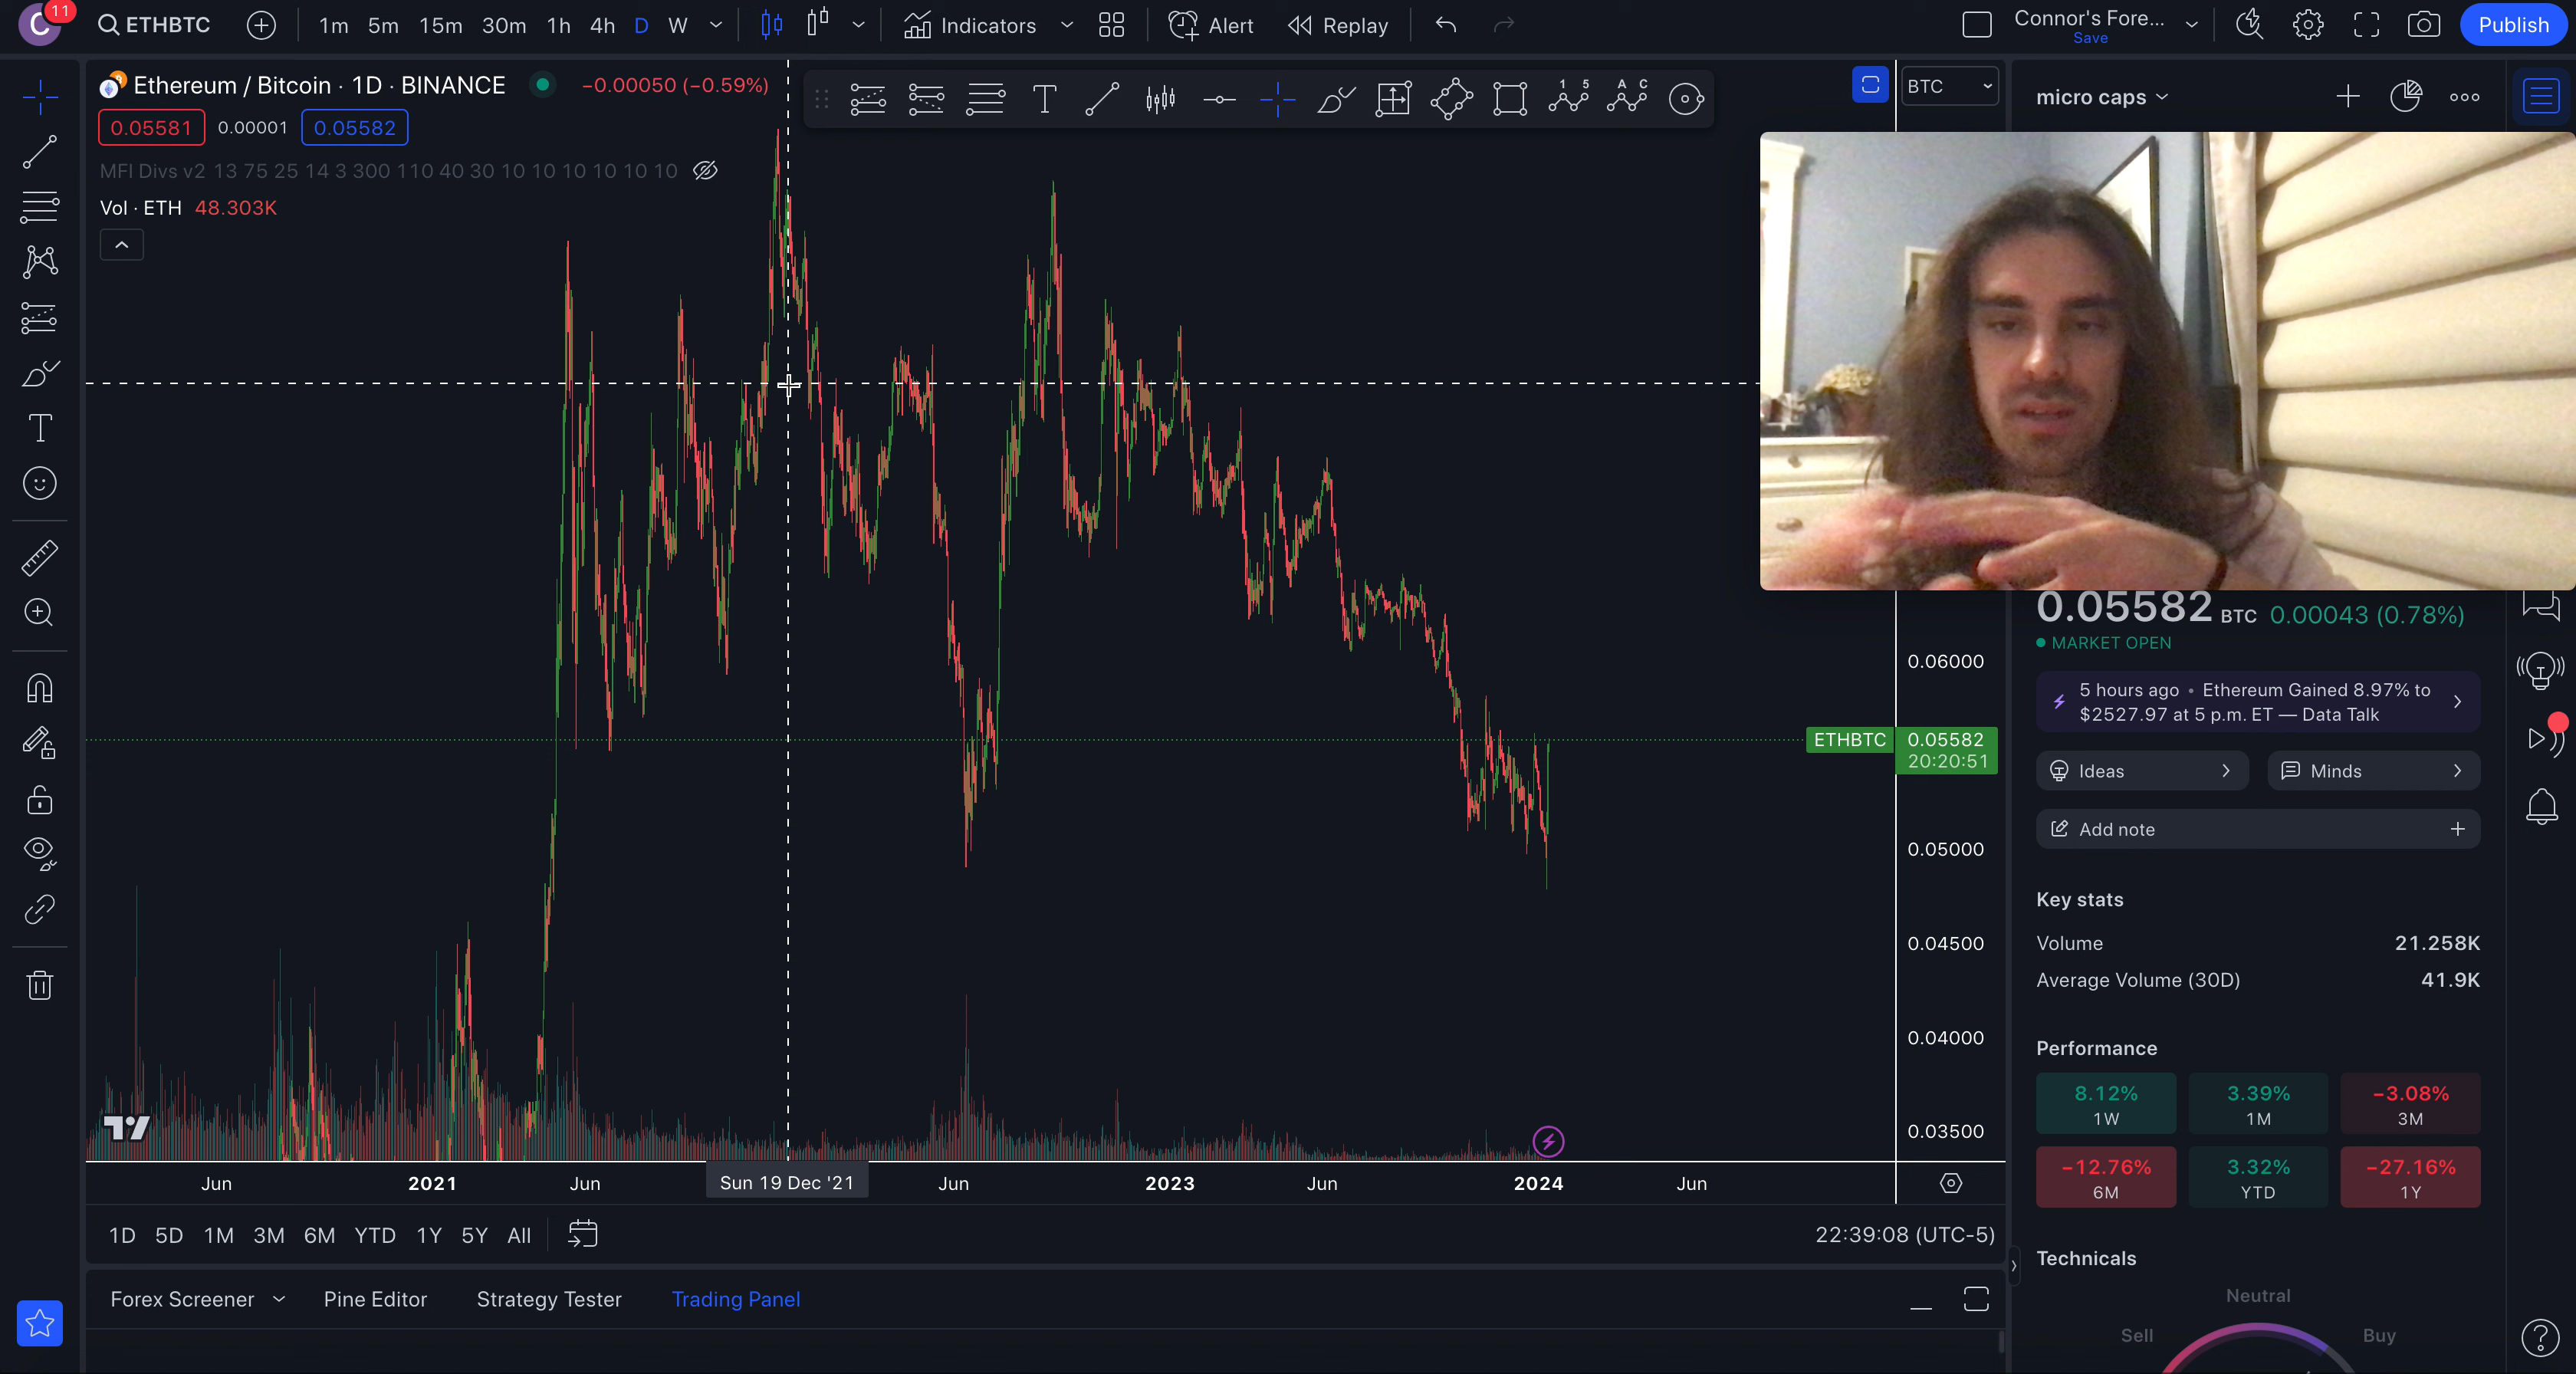 C
11
ETHBTC
1m 5m 15m 30m 1h 4h D W
Indicators
Alert
Replay
Connor's Fore...
Save
Publish
Ethereum / Bitcoin · 1D · BINANCE
−0.00050 (−0.59%)
0.05581 0.00001 0.05582
MFI Divs v2 13 75 25 14 3 300 110 40 30 10 10 10 10 10 10 10
Vol · ETH 48.303K
T
1 5
A C
BTC
micro caps
T
0.06000
ETHBTC
0.05582
20:20:51
0.05000
0.04500
0.04000
0.03500
Jun 2021 Jun Sun 19 Dec '21 Jun 2023 Jun 2024 Jun
1D 5D 1M 3M 6M YTD 1Y 5Y All
22:39:08 (UTC-5)
Forex Screener Pine Editor Strategy Tester Trading Panel
0.05582 BTC 0.00043 (0.78%)
MARKET OPEN
5 hours ago • Ethereum Gained 8.97% to
$2527.97 at 5 p.m. ET — Data Talk
Ideas
Minds
Add note
Key stats
Volume 21.258K
Average Volume (30D) 41.9K
Performance
8.12% 3.39% −3.08%
1W 1M 3M
−12.76% 3.32% −27.16%
6M YTD 1Y
Technicals
Neutral
Sell Buy